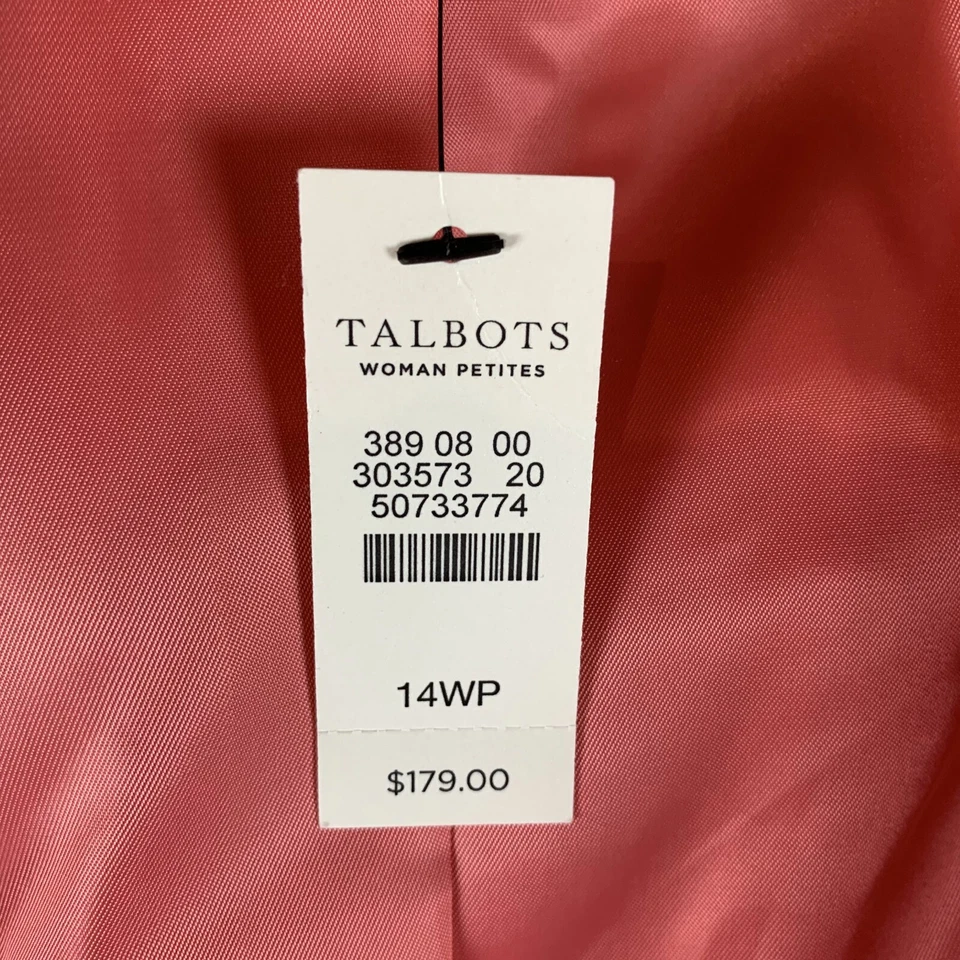 TALBOTS
WOMAN PETITES
389 08 00
303573 20
50733774
14WP
$179.00